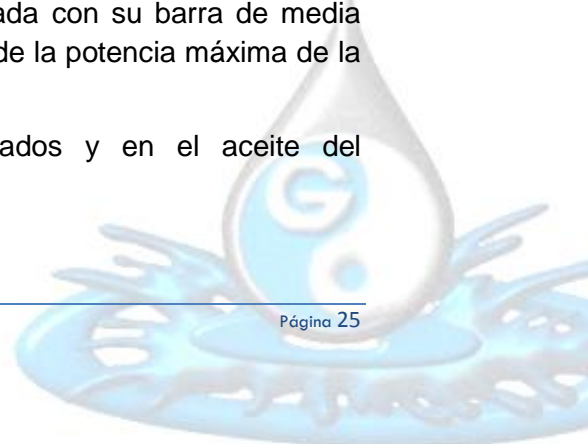 ada con su barra de media
de la potencia máxima de la
ados y en el aceite del
G
Página 25